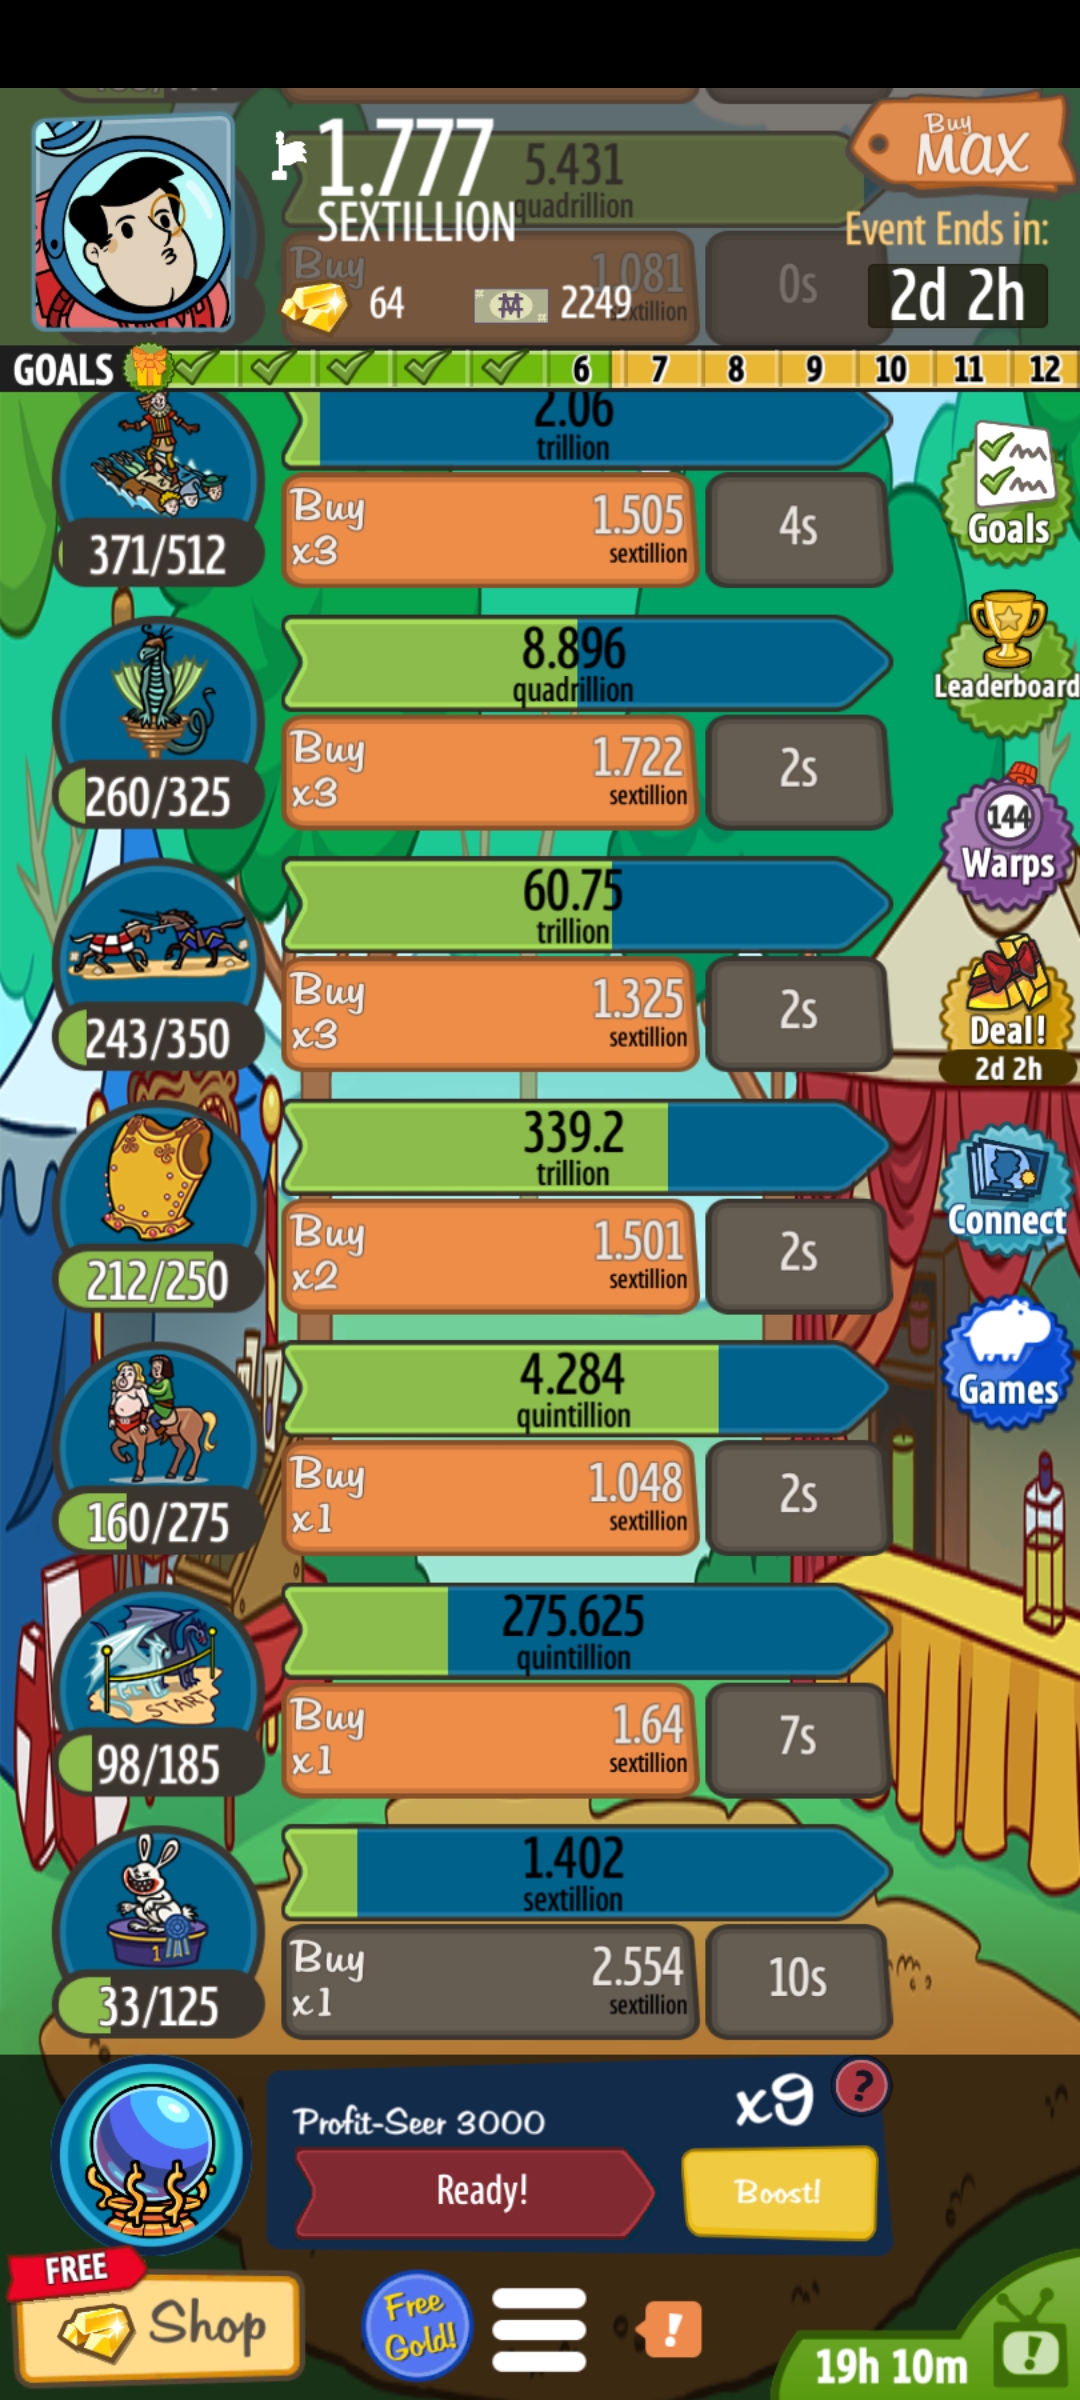 5.431
Buy
1.777
quadrillion
MAX
SEXTILLION
Event Ends in:
Buy
1.081
0s
64
2249
sextillion
2d 2h
GOALS
6
7
8
9
10
11
12
2.06
trillion
Buy
x3
1.505
sextillion
4s
371/512
Goals
8.896
quadrillion
Leaderboard
Buy
x3
1.722
sextillion
2s
260/325
144
Warps
60.75
trillion
Buy
x3
1.325
sextillion
2s
243/350
Deal!
2d 2h
339.2
trillion
Buy
x2
1.501
sextillion
2s
212/250
Connect
4.284
quintillion
Games
Buy
x1
1.048
sextillion
2s
160/275
275.625
quintillion
START
Buy
x1
1.64
sextillion
7s
98/185
1.402
sextillion
1
Buy
x1
2.554
sextillion
10s
33/125
Profit-Seer 3000
x9
?
Ready!
Boost!
FREE
Shop
Free
Gold!
!
!
19h 10m